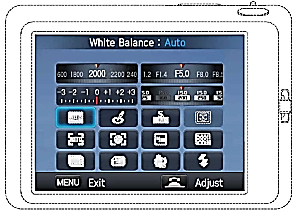 White Balance : Auto
600 1800 2000 2200 240 1.2 F1.4 F5.0 F8.0 F8.
-3 -2 -1 0 +1 +2 +3
MENU Exit Adjust